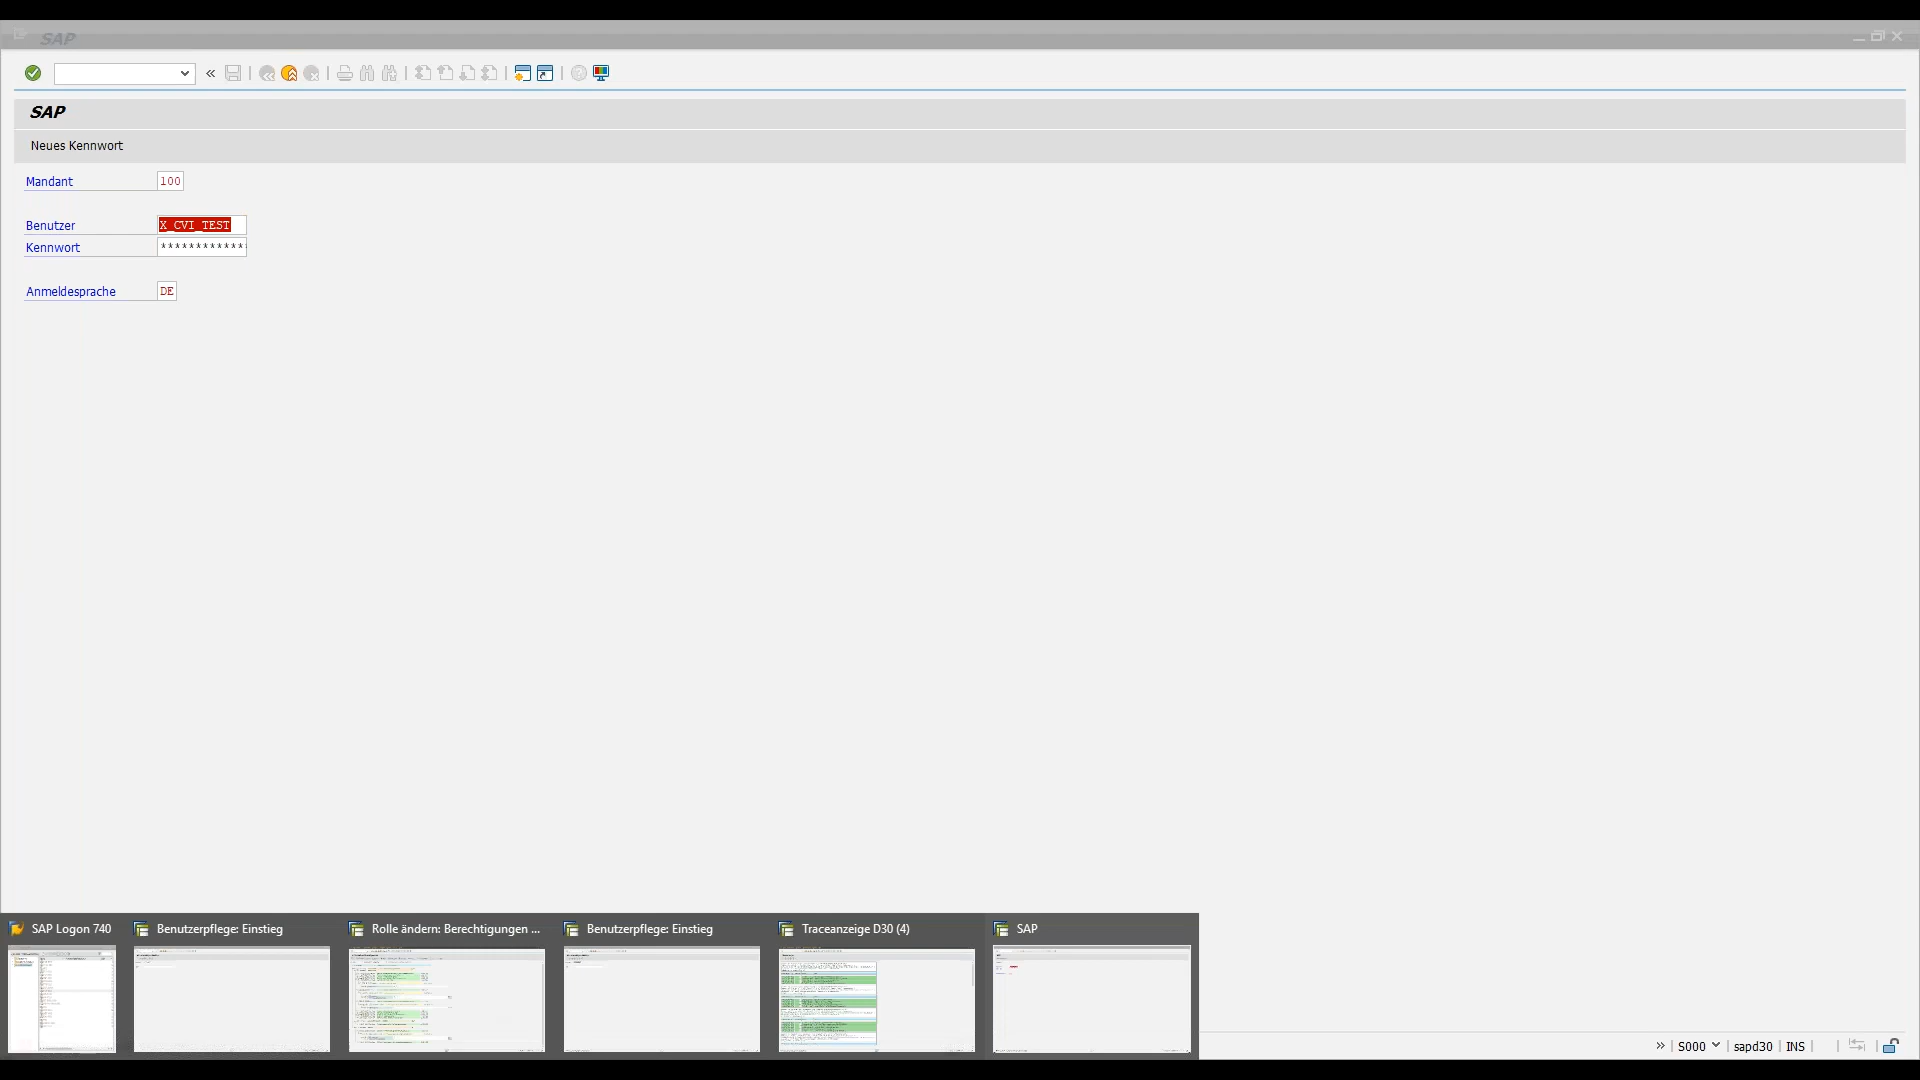 SAP
SAP
Neues Kennwort
Mandant 100
Benutzer X_CVI_TEST
Kennwort ************
Anmeldesprache DE
SAP Logon 740
Benutzerpflege: Einstieg
Rolle ändern: Berechtigungen ...
Benutzerpflege: Einstieg
Traceanzeige D30 (4)
SAP
S000 sapd30 INS